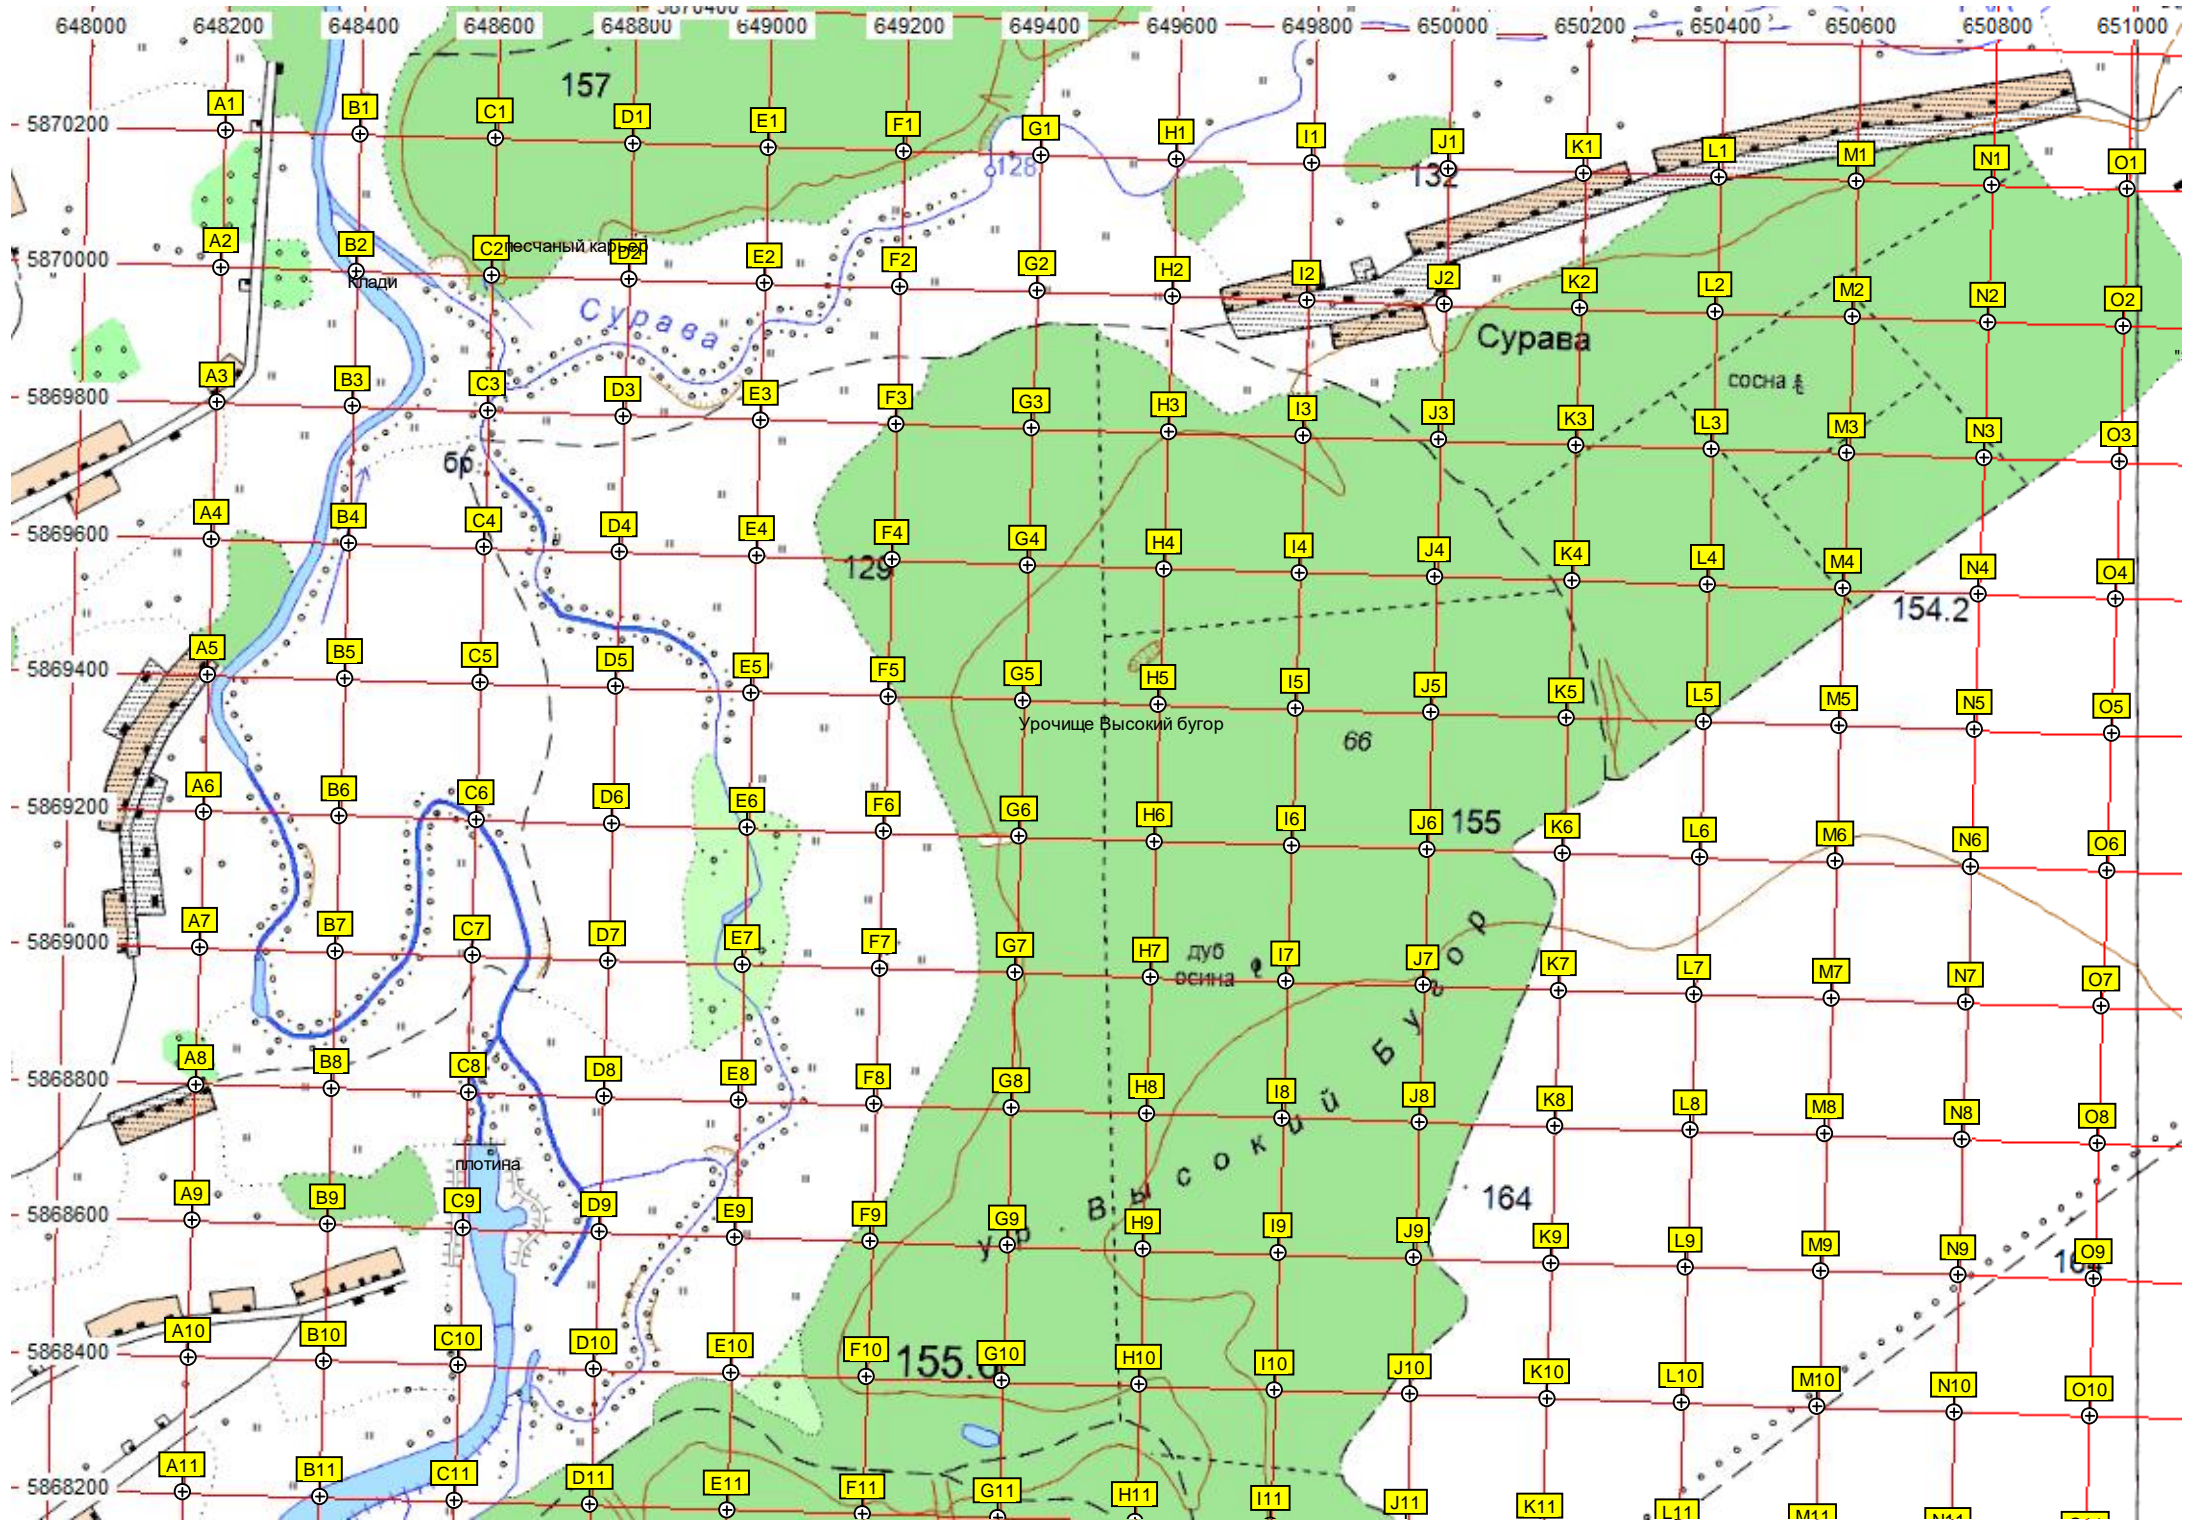 5870400
648000 648200 648400 648600 648800 649000 649200 649400 649600 649800 650000 650200 650400 650600 650800 651000
157
5870200
A1 B1 C1 D1 E1 F1 G1 H1 I1 J1 K1 L1 M1 N1 O1
128
132
5870000
A2 B2 C2 D2 E2 F2 G2 H2 I2 J2 K2 L2 M2 N2 O2
песчаный карьер
Клади
Сурава
Сурава
сосна
5869800
A3 B3 C3 D3 E3 F3 G3 H3 I3 J3 K3 L3 M3 N3 O3
бр
5869600
A4 B4 C4 D4 E4 F4 G4 H4 I4 J4 K4 L4 M4 N4 O4
129
154.2
5869400
A5 B5 C5 D5 E5 F5 G5 H5 I5 J5 K5 L5 M5 N5 O5
Урочище Высокий бугор
66
5869200
A6 B6 C6 D6 E6 F6 G6 H6 I6 J6 K6 L6 M6 N6 O6
155
5869000
A7 B7 C7 D7 E7 F7 G7 H7 I7 J7 K7 L7 M7 N7 O7
дуб
осина
5868800
A8 B8 C8 D8 E8 F8 G8 H8 I8 J8 K8 L8 M8 N8 O8
ур. Высокий Бугор
плотина
164
5868600
A9 B9 C9 D9 E9 F9 G9 H9 I9 J9 K9 L9 M9 N9 O9
5868400
A10 B10 C10 D10 E10 F10 G10 H10 I10 J10 K10 L10 M10 N10 O10
155.6
5868200
A11 B11 C11 D11 E11 F11 G11 H11 I11 J11 K11 L11 M11 N11